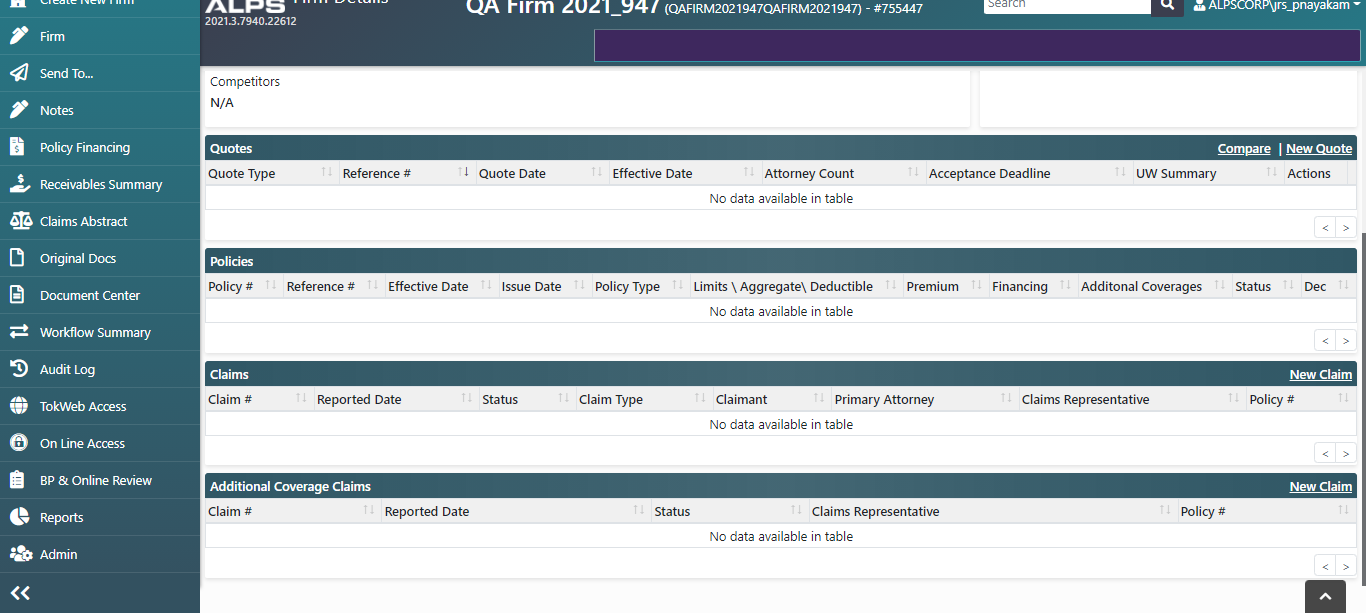 Create New Firm
Firm
Send To...
Notes
Policy Financing
Receivables Summary
Claims Abstract
Original Docs
Document Center
Workflow Summary
Audit Log
TokWeb Access
On Line Access
BP & Online Review
Reports
Admin
ALPS
2021.3.7940.22612
Firm Details
QA Firm 2021_947 (QAFIRM2021947QAFIRM2021947) - #755447
Search
ALPSCORP\jrs_pnayakam
Competitors
N/A
Quotes Compare | New Quote
Quote Type Reference # Quote Date Effective Date Attorney Count Acceptance Deadline UW Summary Actions
No data available in table
< >
Policies
Policy # Reference # Effective Date Issue Date Policy Type Limits \ Aggregate\ Deductible Premium Financing Additonal Coverages Status Dec
No data available in table
< >
Claims New Claim
Claim # Reported Date Status Claim Type Claimant Primary Attorney Claims Representative Policy #
No data available in table
< >
Additional Coverage Claims New Claim
Claim # Reported Date Status Claims Representative Policy #
No data available in table
< >